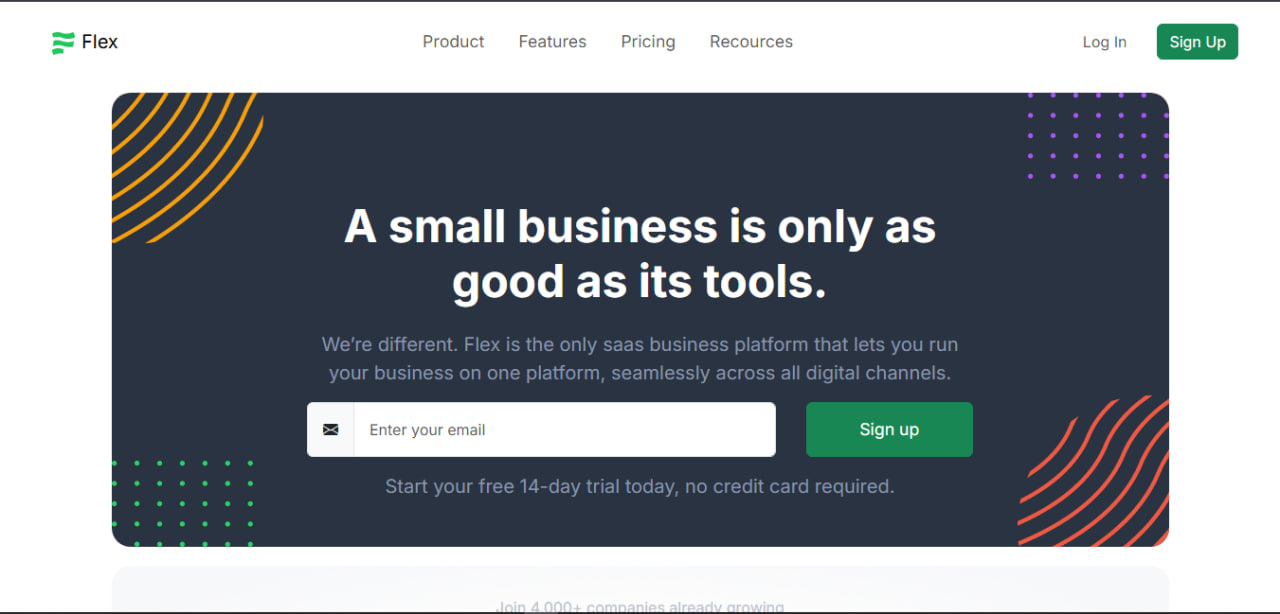 Flex
Product
Features
Pricing
Recources
Log In
Sign Up
A small business is only as
good as its tools.
We’re different. Flex is the only saas business platform that lets you run
your business on one platform, seamlessly across all digital channels.
Enter your email
Sign up
Start your free 14-day trial today, no credit card required.
Join 4,000+ companies already growing